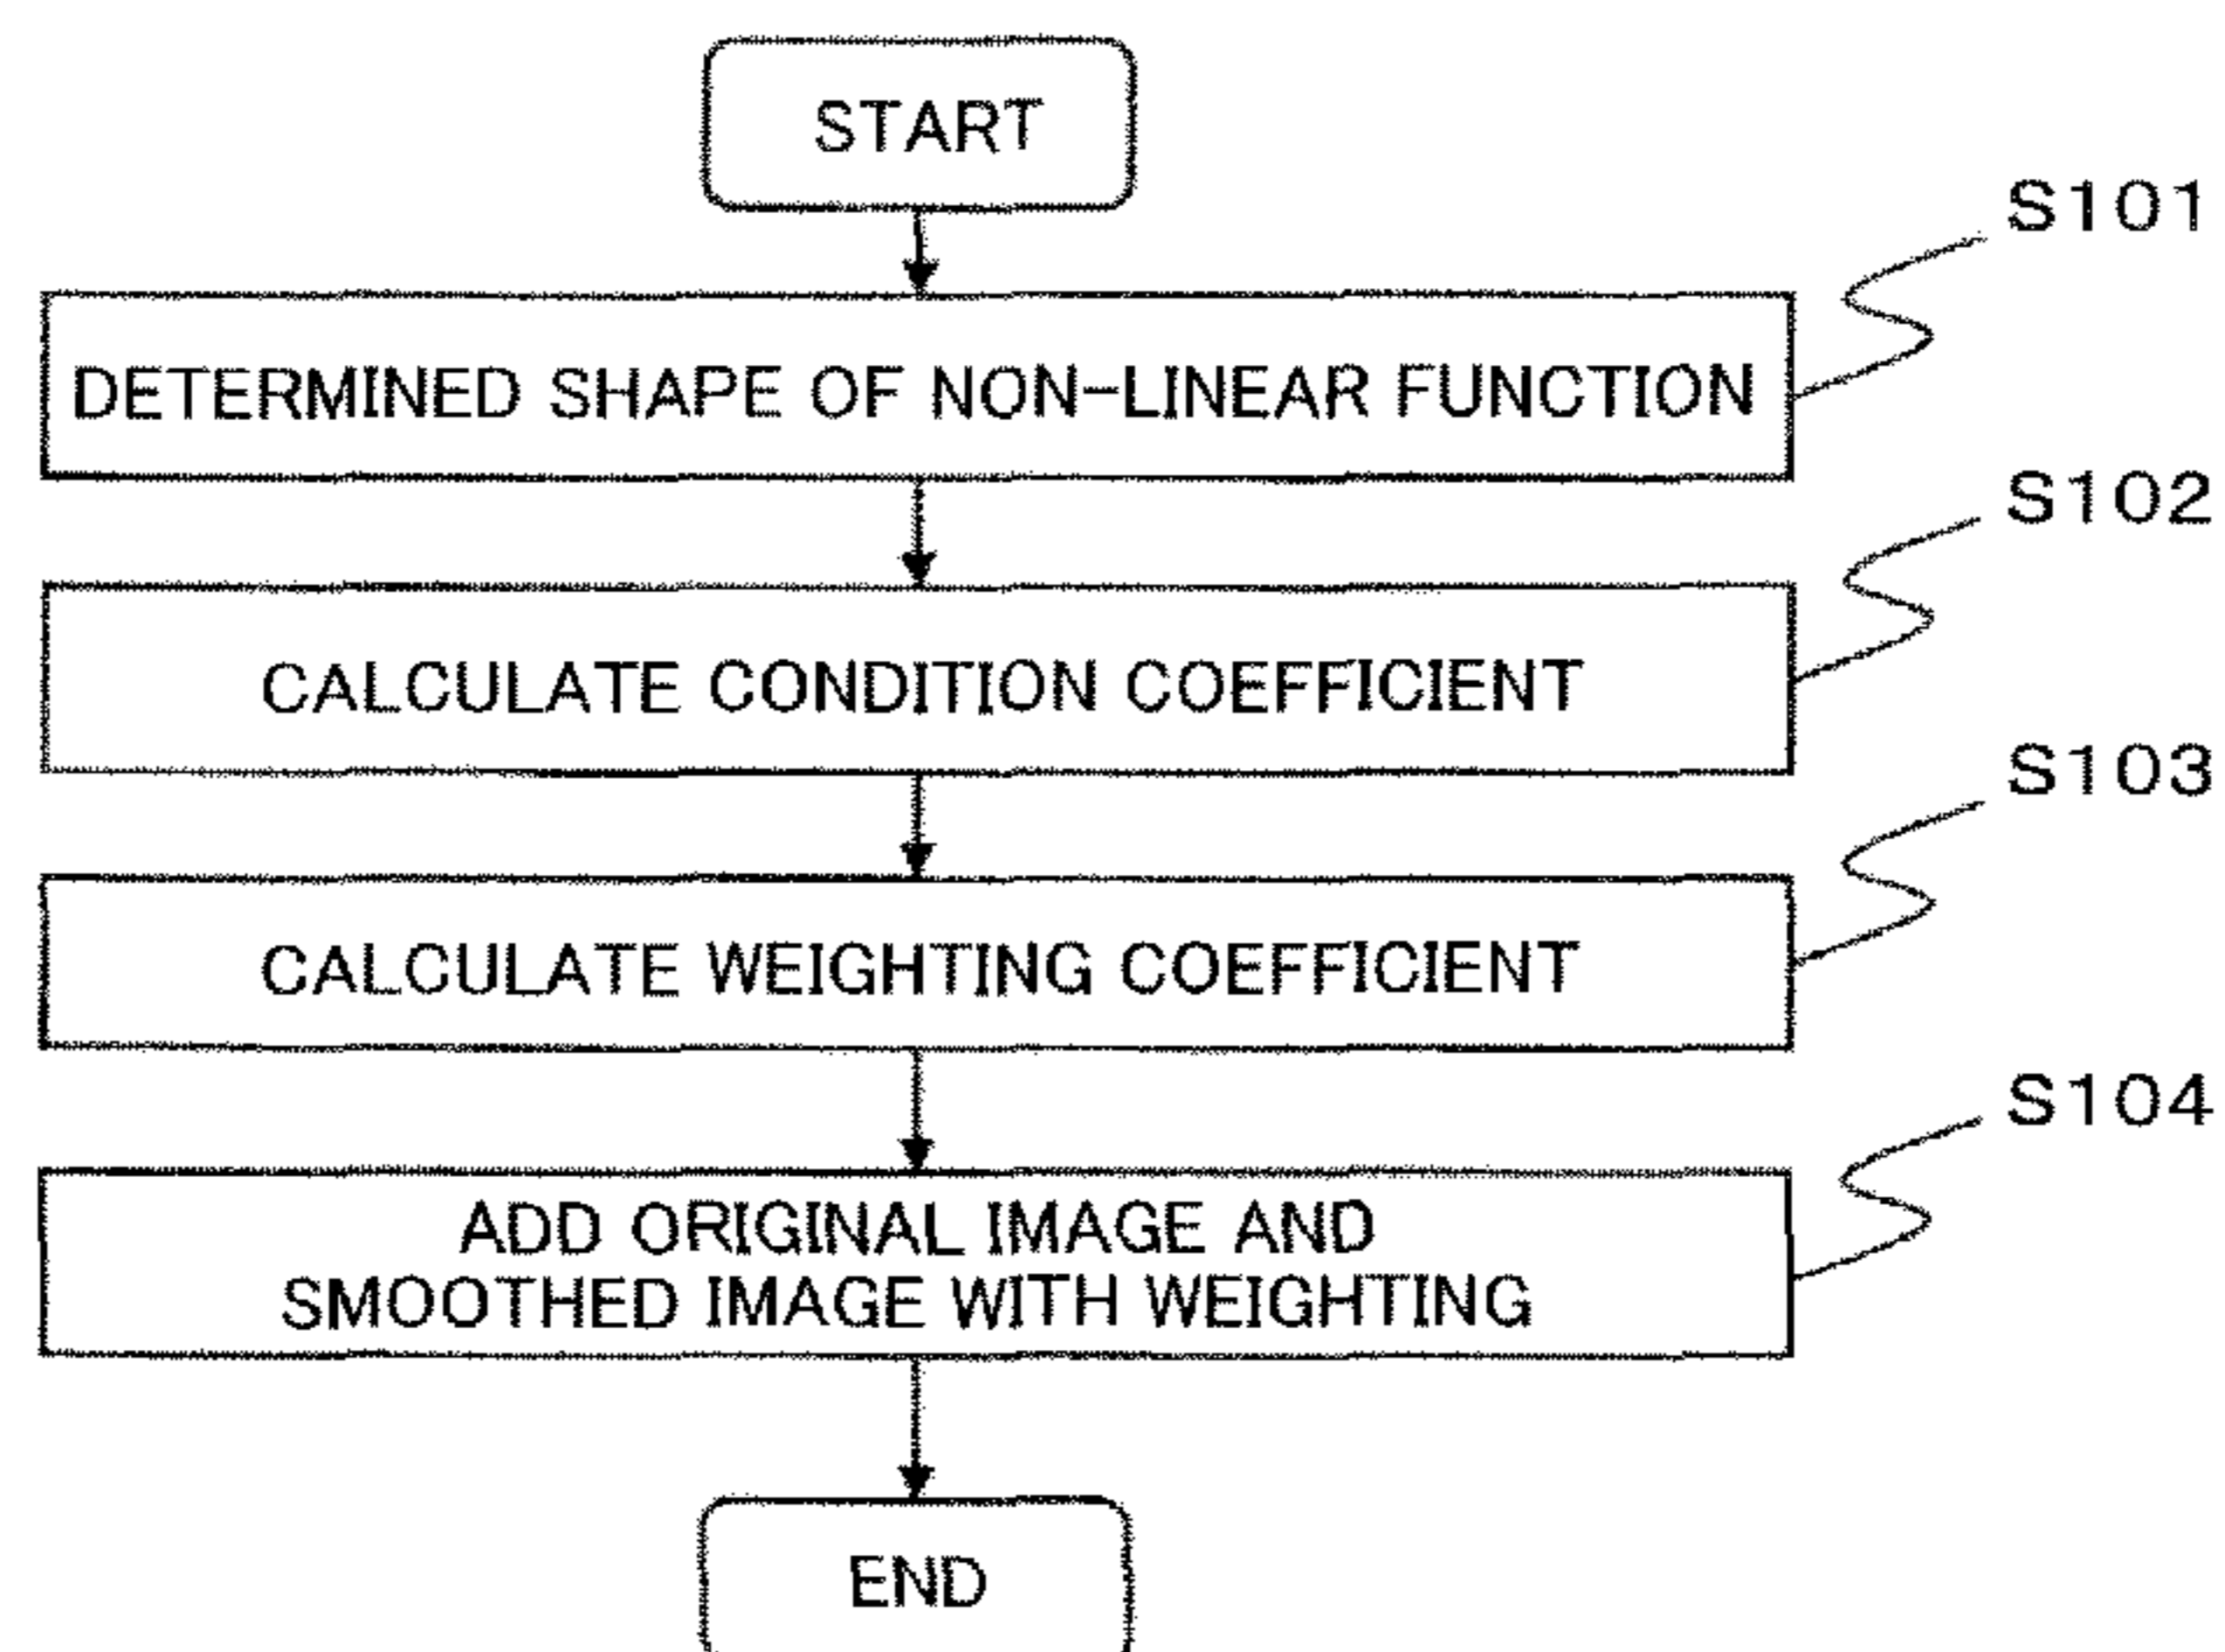 START
S101
DETERMINED SHAPE OF NON-LINEAR FUNCTION
S102
CALCULATE CONDITION COEFFICIENT
S103
CALCULATE WEIGHTING COEFFICIENT
S104
ADD ORIGINAL IMAGE AND
SMOOTHED IMAGE WITH WEIGHTING
END